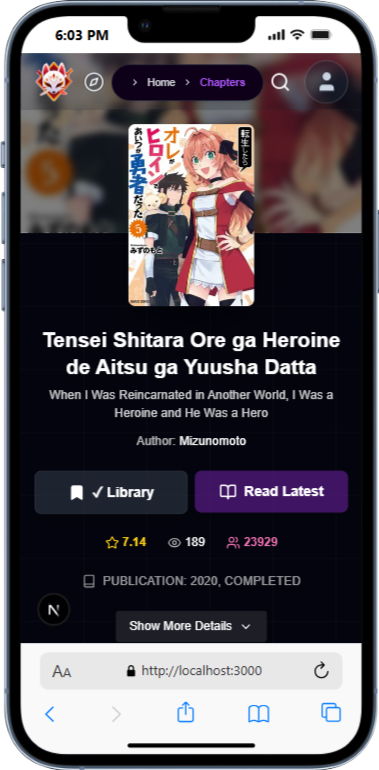 6:03 PM
Home
Chapters
転生したら
オレが
ヒロインで
あいつが
勇者だった
5
みずのもと
Tensei Shitara Ore ga Heroine
de Aitsu ga Yuusha Datta
When I Was Reincarnated in Another World, I Was a
Heroine and He Was a Hero
Author: Mizunomoto
✓ Library
Read Latest
7.14
189
23929
PUBLICATION: 2020, COMPLETED
N
Show More Details
AA
http://localhost:3000